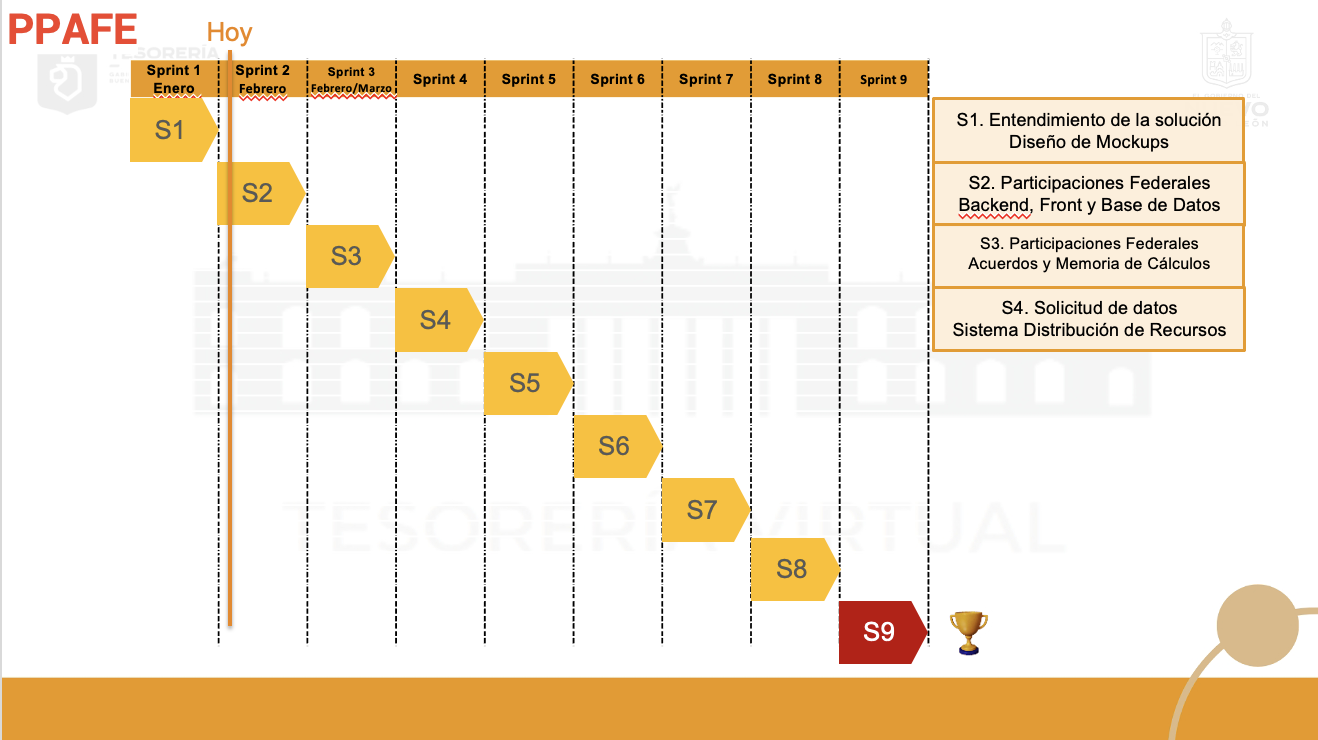 PPAFE
Hoy
TESORERÍA
Sprint 1
Enero
Sprint 2
Febrero
Sprint 3
Febrero/Marzo
Sprint 4
Sprint 5
Sprint 6
Sprint 7
Sprint 8
Sprint 9
S1
S2
S3
S4
S5
S6
S7
S8
S9
S1. Entendimiento de la solución
Diseño de Mockups
S2. Participaciones Federales
Backend, Front y Base de Datos
S3. Participaciones Federales
Acuerdos y Memoria de Cálculos
S4. Solicitud de datos
Sistema Distribución de Recursos
TESORERÍA VIRTUAL